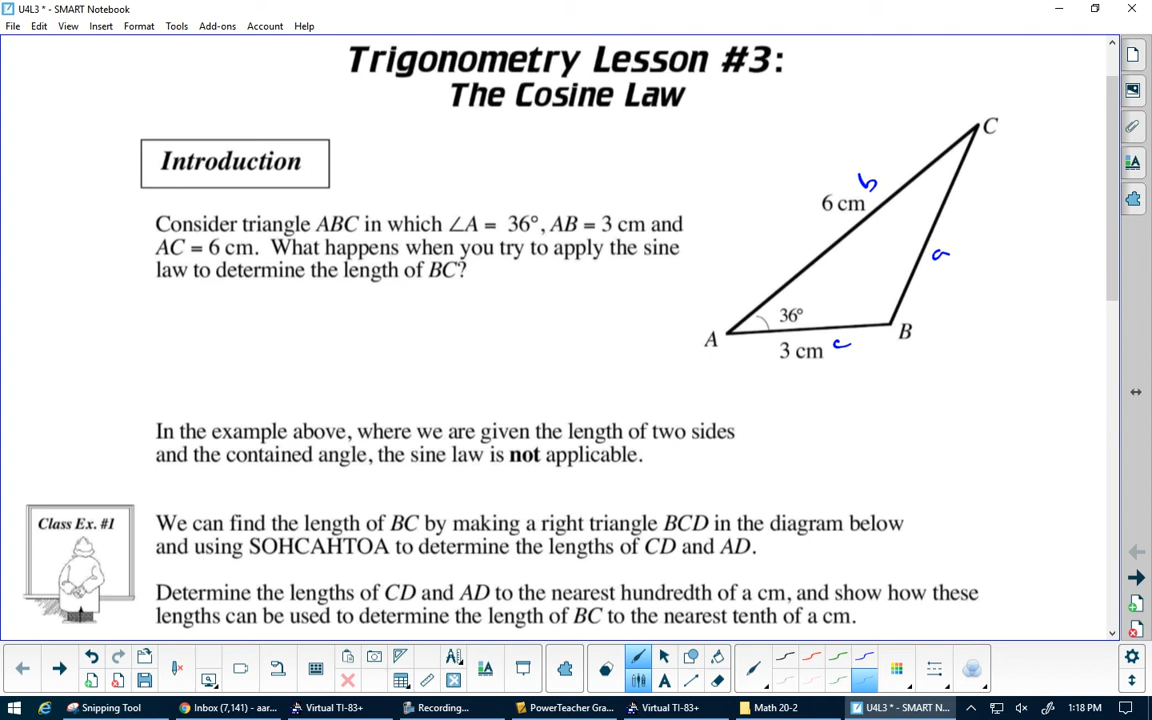 U4L3 * - SMART Notebook
File Edit View Insert Format Tools Add-ons Account Help
Trigonometry Lesson #3:
The Cosine Law
Introduction
Consider triangle ABC in which ∠A = 36°, AB = 3 cm and
AC = 6 cm. What happens when you try to apply the sine
law to determine the length of BC?
C
b
6 cm
a
36°
A
B
3 cm c
In the example above, where we are given the length of two sides
and the contained angle, the sine law is not applicable.
Class Ex. #1
We can find the length of BC by making a right triangle BCD in the diagram below
and using SOHCAHTOA to determine the lengths of CD and AD.
Determine the lengths of CD and AD to the nearest hundredth of a cm, and show how these
lengths can be used to determine the length of BC to the nearest tenth of a cm.
Snipping Tool Inbox (7,141) - aar... Virtual TI-83+ Recording... PowerTeacher Gra... Virtual TI-83+ Math 20-2 U4L3 * - SMART N... 1:18 PM